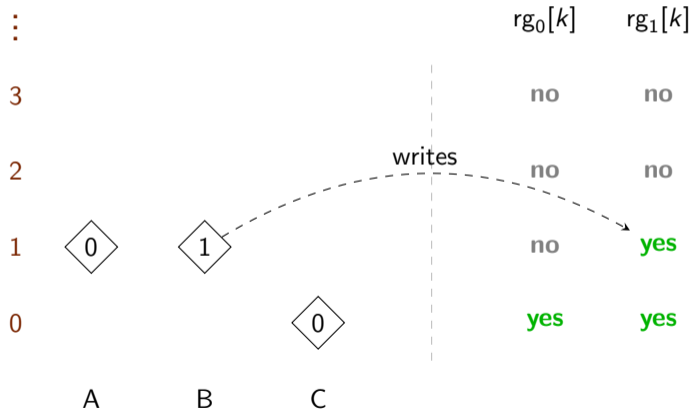 ⋮ rg₀[k] rg₁[k]
3 no no
writes
2 no no
1 0 1 no yes
0 0 yes yes
A B C